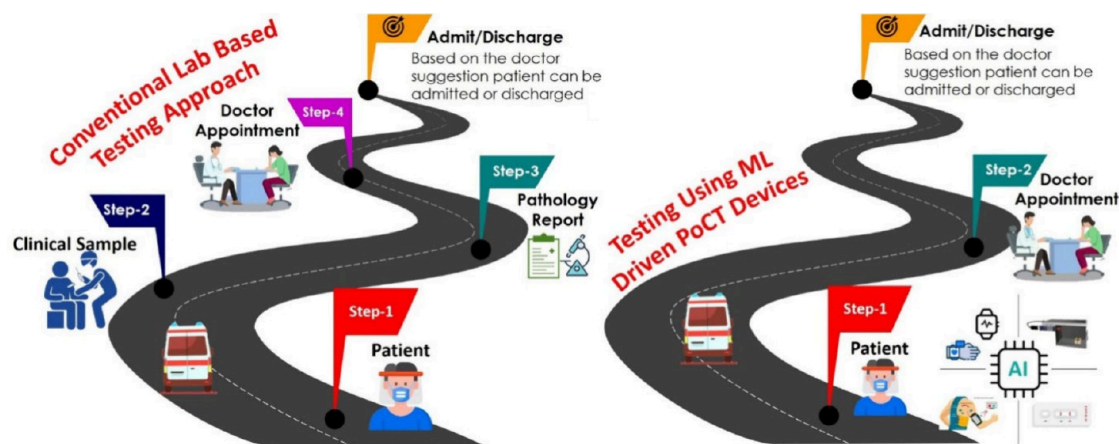 Conventional Lab Based
Testing Approach
Admit/Discharge
Based on the doctor
suggestion patient can be
admitted or discharged
Step-4
Doctor
Appointment
Step-3
Pathology
Report
Step-2
Clinical Sample
Step-1
Patient
Testing Using ML
Driven PoCT Devices
Admit/Discharge
Based on the doctor
suggestion patient can be
admitted or discharged
Step-2
Doctor
Appointment
Step-1
Patient
AI